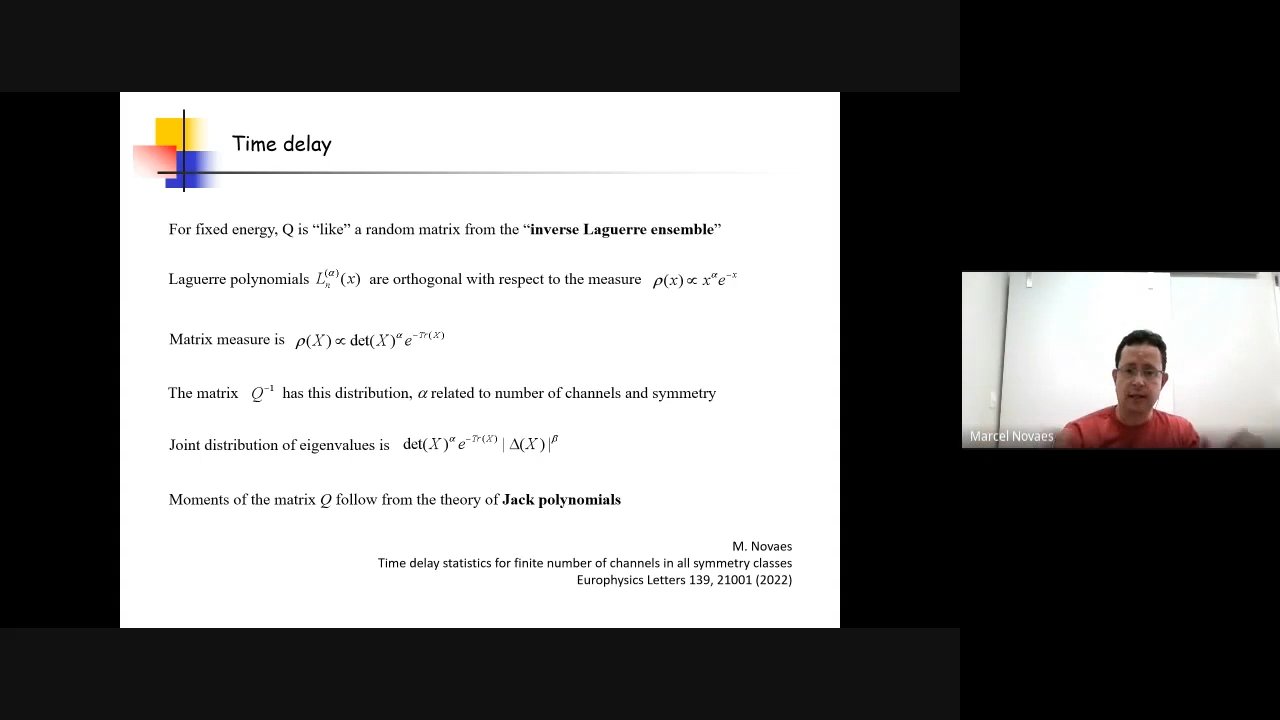 Time delay
For fixed energy, Q is “like” a random matrix from the “inverse Laguerre ensemble”
Laguerre polynomials L_n^{(α)}(x) are orthogonal with respect to the measure ρ(x) ∝ x^α e^{-x}
Matrix measure is ρ(X) ∝ det(X)^α e^{-Tr(X)}
The matrix Q^{-1} has this distribution, α related to number of channels and symmetry
Joint distribution of eigenvalues is det(X)^α e^{-Tr(X)} | Δ(X) |^β
Moments of the matrix Q follow from the theory of Jack polynomials
M. Novaes
Time delay statistics for finite number of channels in all symmetry classes
Europhysics Letters 139, 21001 (2022)
Marcel Novaes